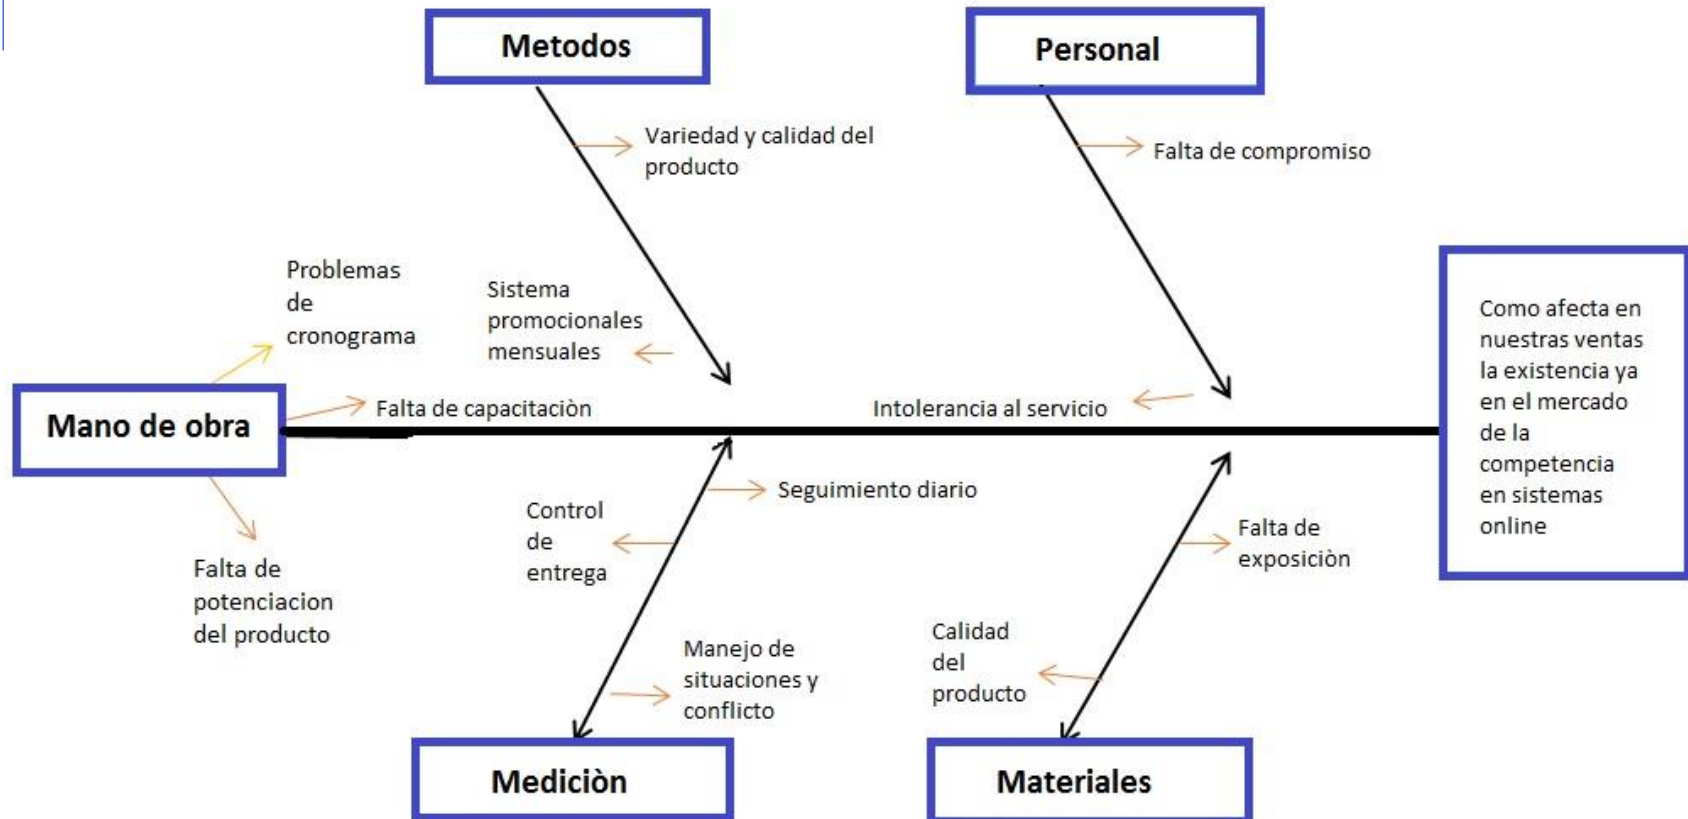 Metodos
Personal
Variedad y calidad del
producto
Falta de compromiso
Problemas
de
cronograma
Sistema
promocionales
mensuales
Mano de obra
Falta de capacitaciòn
Intolerancia al servicio
Como afecta en
nuestras ventas
la existencia ya
en el mercado
de la
competencia
en sistemas
online
Seguimiento diario
Control
de
entrega
Falta de
exposiciòn
Falta de
potenciacion
del producto
Manejo de
situaciones y
conflicto
Calidad
del
producto
Mediciòn
Materiales